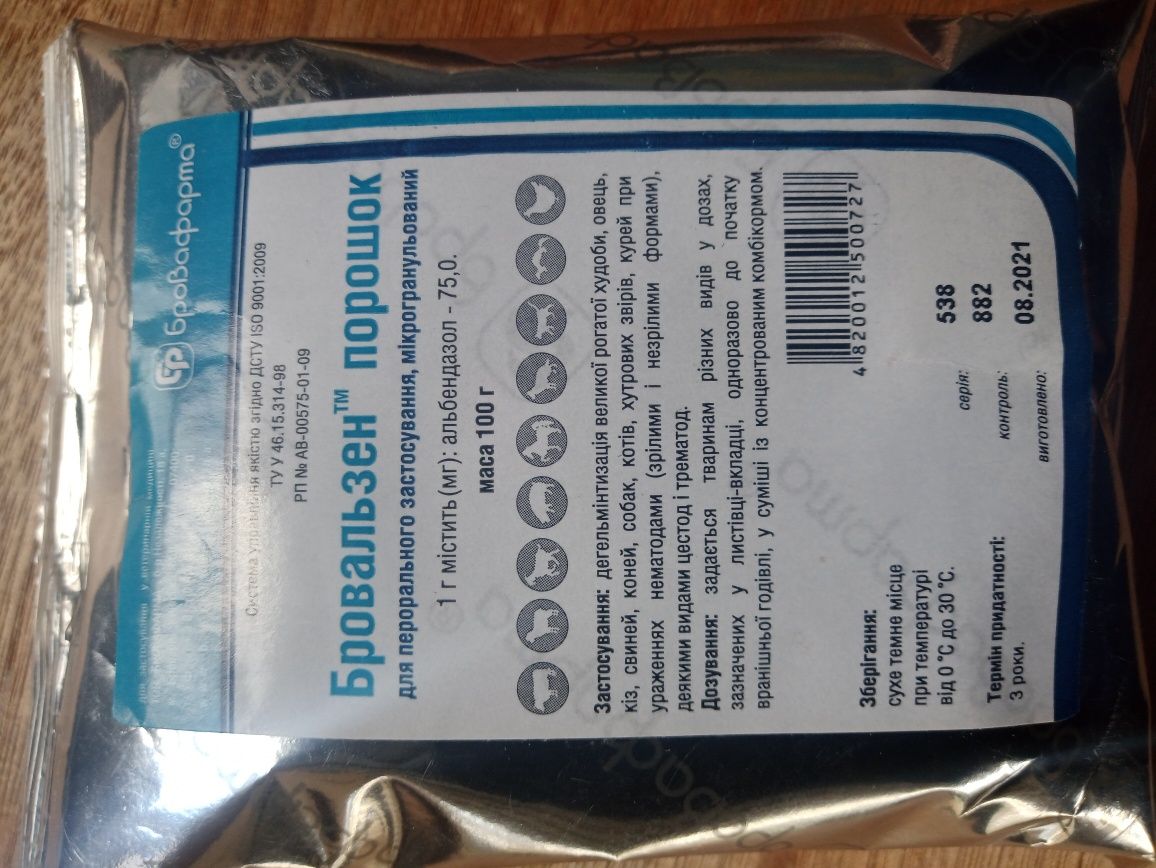 Бровафарма®
Система управління якістю згідно ДСТУ ISO 9001:2009
ТУ У 46.15.314-98
РП № АВ-00575-01-09
Бровальзен™ порошок
для перорального застосування, мікрогранульований
1 г містить (мг): альбендазол - 75,0.
маса 100 г
Застосування: дегельмінтизація великої рогатої худоби, овець,
кіз, свиней, коней, собак, котів, хутрових звірів, курей при
ураженнях нематодами (зрілими і незрілими формами),
деякими видами цестод і трематод.
Дозування: задається тваринам різних видів у дозах,
зазначених у листівці-вкладці, одноразово до початку
вранішньої годівлі, у суміші із концентрованим комбікормом.
4 820012 500727
Зберігання:
сухе темне місце
при температурі
від 0 °С до 30 °С.
Термін придатності:
3 роки.
серія: 538
контроль: 882
виготовлено: 08.2021